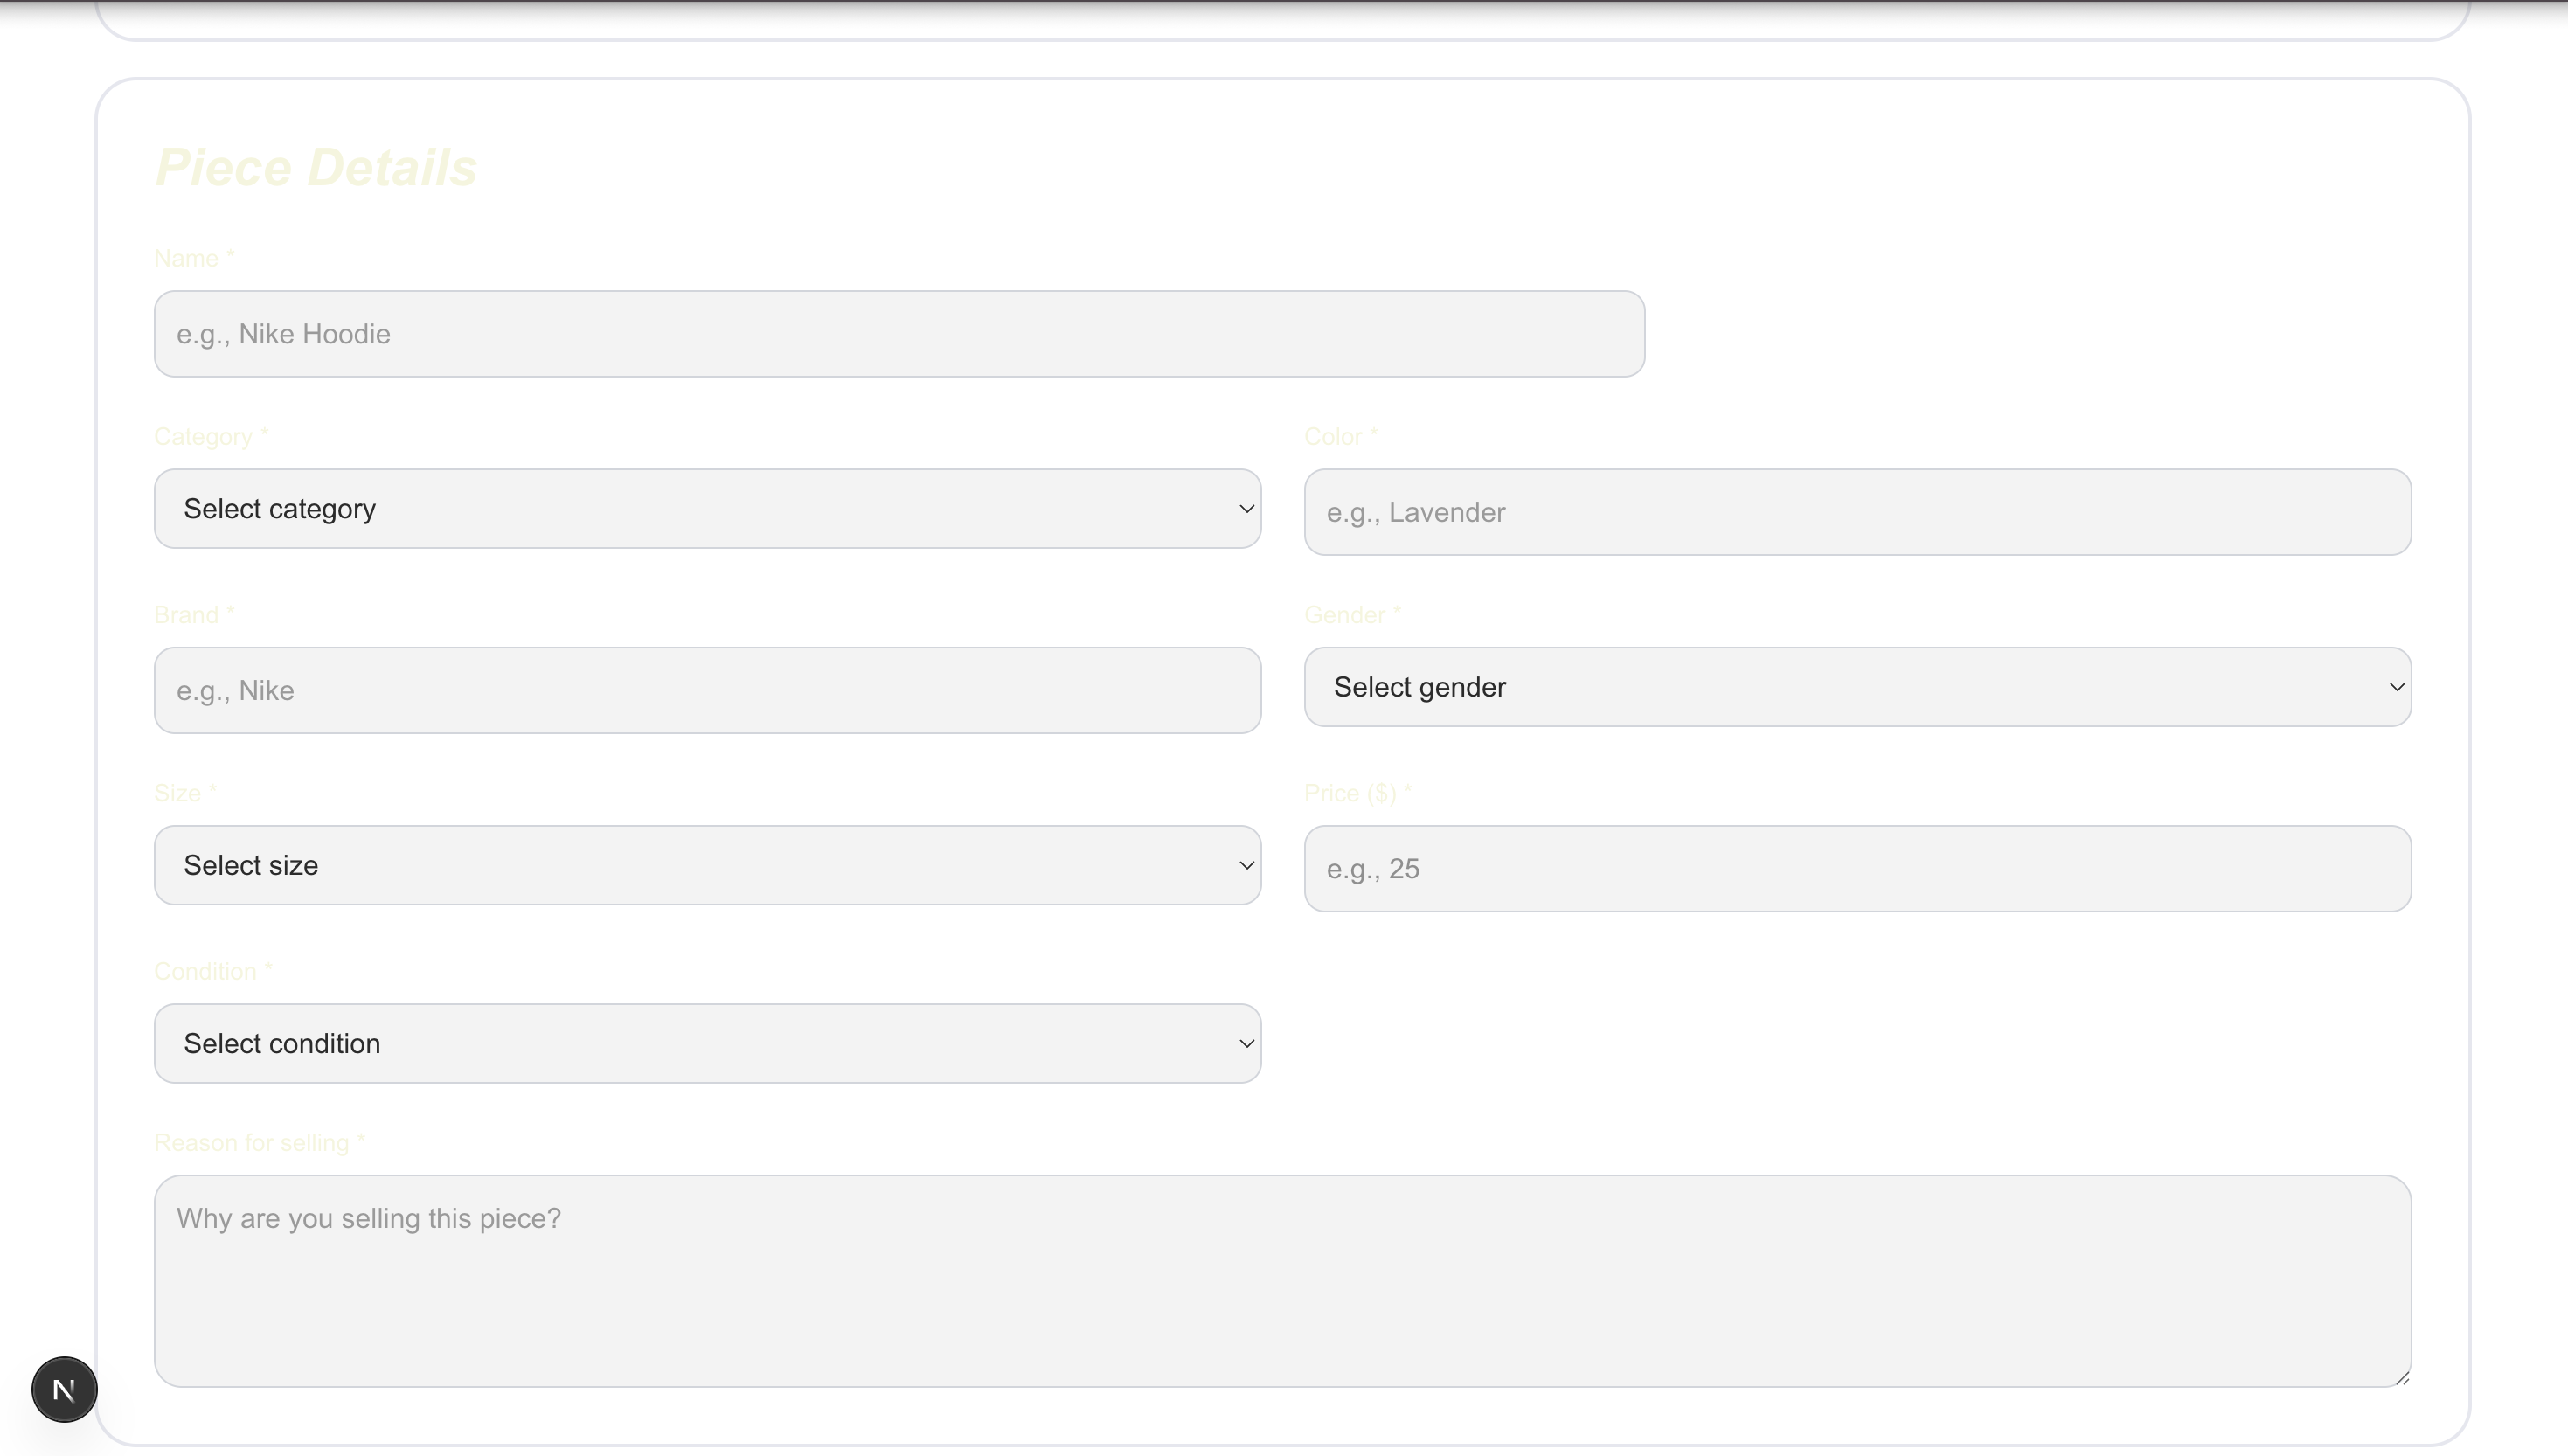 Piece Details
Name *
e.g., Nike Hoodie
Category *
Color *
Select category
e.g., Lavender
Brand *
Gender *
e.g., Nike
Select gender
Size *
Price ($) *
Select size
e.g., 25
Condition *
Select condition
Reason for selling *
Why are you selling this piece?
N